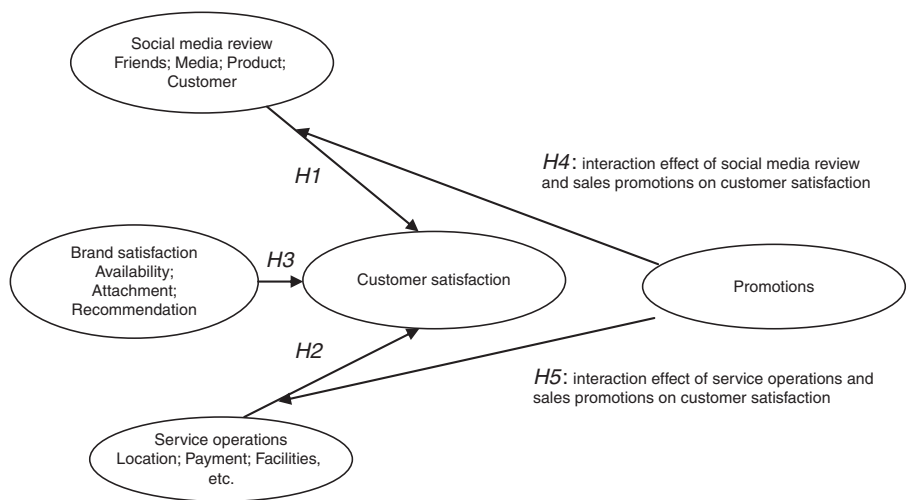 Social media review
Friends; Media; Product;
Customer
H4: interaction effect of social media review
and sales promotions on customer satisfaction
H1
Brand satisfaction
Availability;
Attachment;
Recommendation
H3
Customer satisfaction
Promotions
H2
H5: interaction effect of service operations and
sales promotions on customer satisfaction
Service operations
Location; Payment; Facilities,
etc.